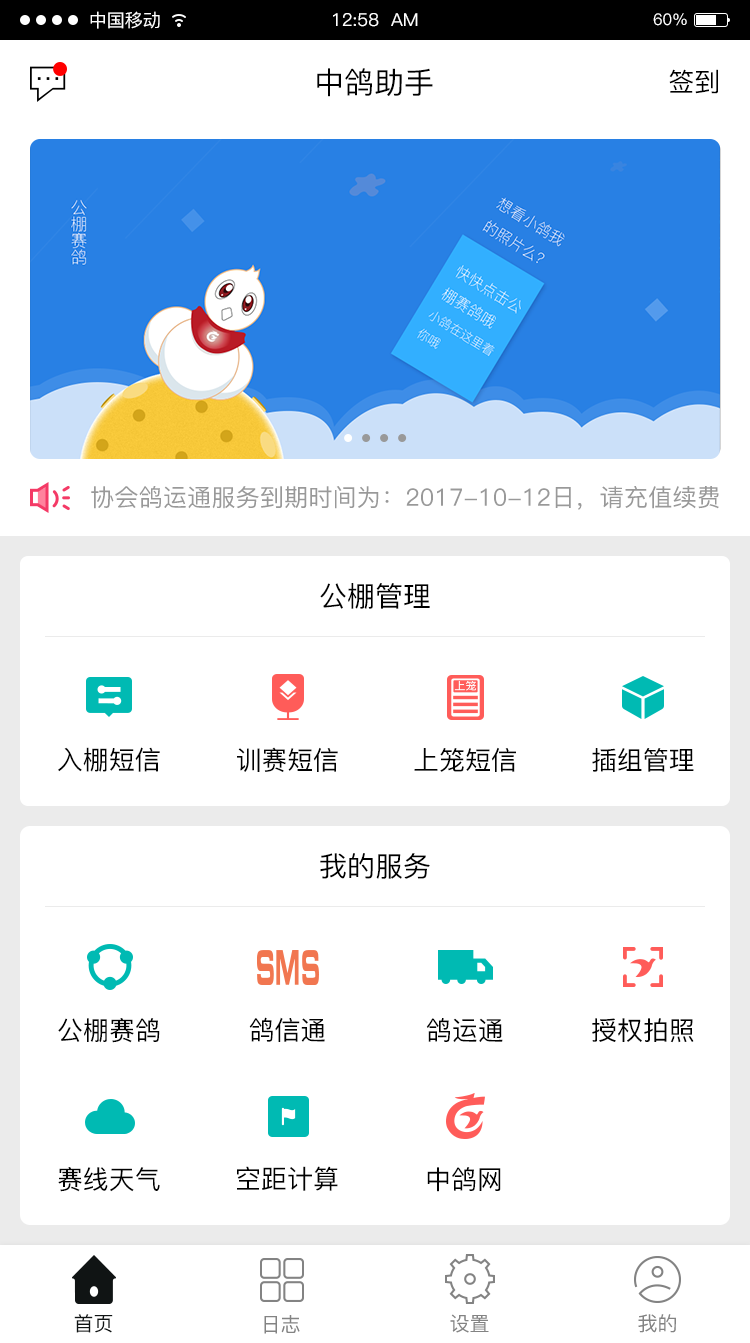 中国移动
12:58 AM
60%
中鸽助手
签到
公棚赛鸽
想看小鸽我
的照片么？
快快点击公
棚赛鸽哦
小鸽在这里着
你哦
协会鸽运通服务到期时间为：2017-10-12日，请充值续费
公棚管理
上笼
入棚短信
训赛短信
上笼短信
插组管理
我的服务
SMS
公棚赛鸽
鸽信通
鸽运通
授权拍照
赛线天气
空距计算
中鸽网
首页
日志
设置
我的